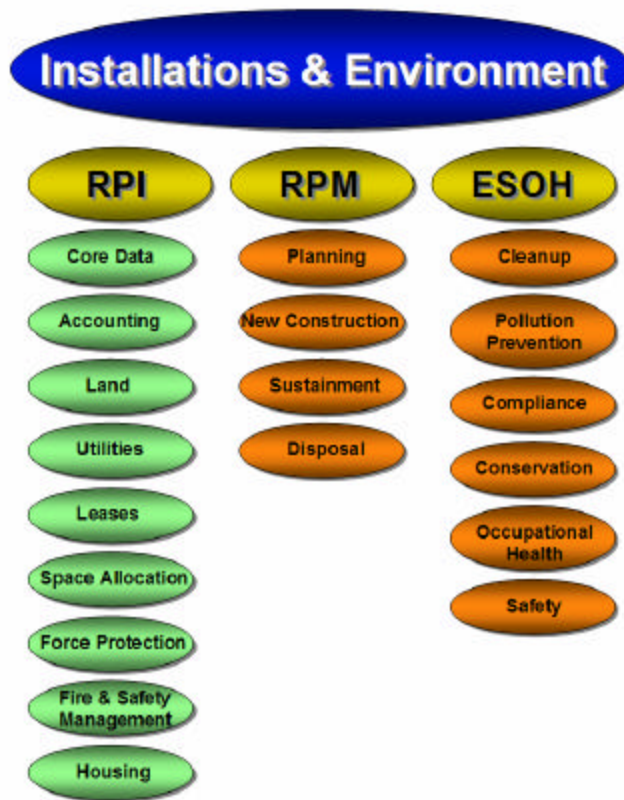 Installations & Environment
RPI
RPM
ESOH
Core Data
Accounting
Land
Utilities
Leases
Space Allocation
Force Protection
Fire & Safety
Management
Housing
Planning
New Construction
Sustainment
Disposal
Cleanup
Pollution
Prevention
Compliance
Conservation
Occupational
Health
Safety